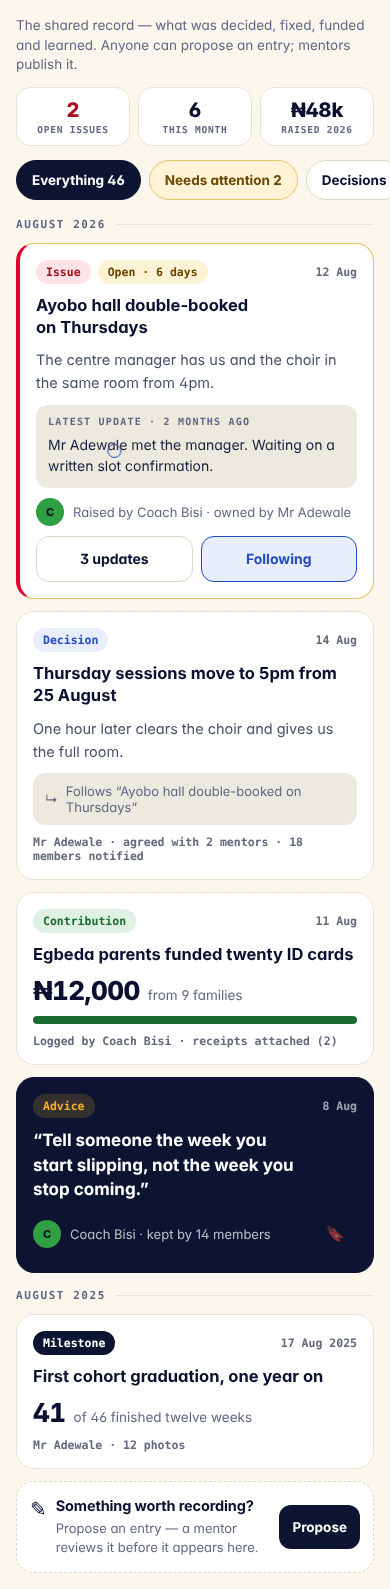 The shared record — what was decided, fixed, funded
and learned. Anyone can propose an entry; mentors
publish it.
2
OPEN ISSUES
6
THIS MONTH
₦48k
RAISED 2026
Everything 46
Needs attention 2
Decisions
AUGUST 2026
Issue
Open · 6 days
12 Aug
Ayobo hall double-booked
on Thursdays
The centre manager has us and the choir in
the same room from 4pm.
LATEST UPDATE · 2 MONTHS AGO
Mr Adewale met the manager. Waiting on a
written slot confirmation.
C
Raised by Coach Bisi · owned by Mr Adewale
3 updates
Following
Decision
14 Aug
Thursday sessions move to 5pm from
25 August
One hour later clears the choir and gives us
the full room.
Follows “Ayobo hall double-booked on
Thursdays”
Mr Adewale · agreed with 2 mentors · 18
members notified
Contribution
11 Aug
Egbeda parents funded twenty ID cards
₦12,000 from 9 families
Logged by Coach Bisi · receipts attached (2)
Advice
8 Aug
“Tell someone the week you
start slipping, not the week you
stop coming.”
C
Coach Bisi · kept by 14 members
AUGUST 2025
Milestone
17 Aug 2025
First cohort graduation, one year on
41 of 46 finished twelve weeks
Mr Adewale · 12 photos
Something worth recording?
Propose an entry — a mentor
reviews it before it appears here.
Propose